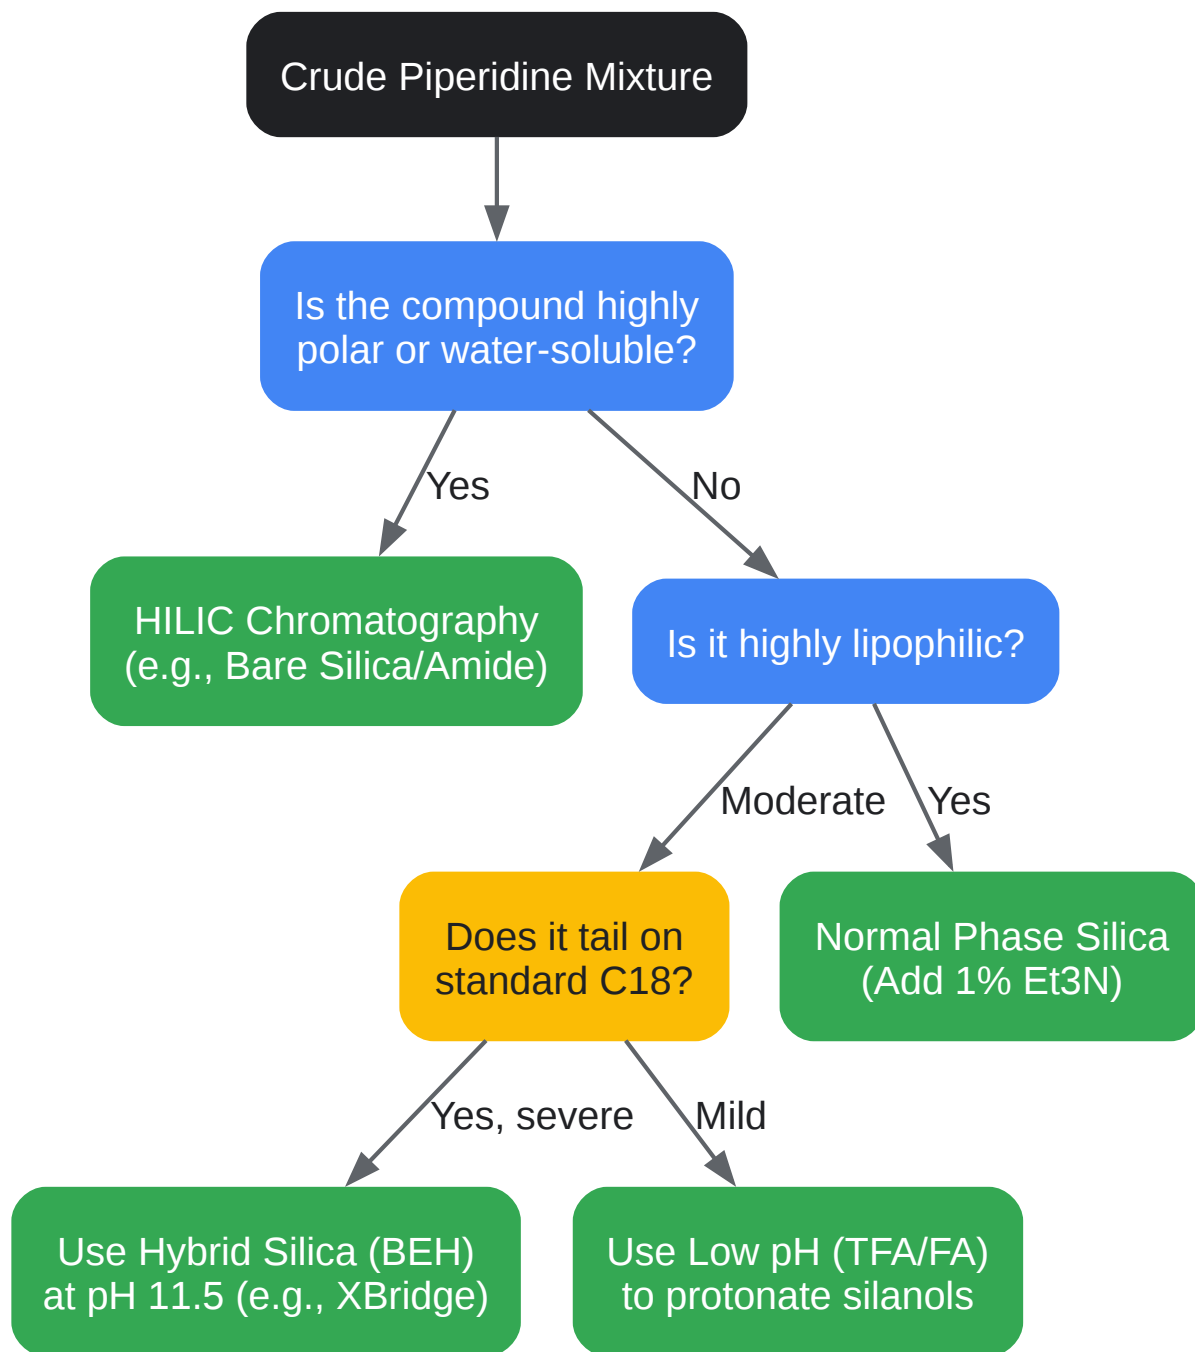 Crude Piperidine Mixture
Is the compound highly
polar or water-soluble?
Yes
No
HILIC Chromatography
(e.g., Bare Silica/Amide)
Is it highly lipophilic?
Moderate
Yes
Does it tail on
standard C18?
Normal Phase Silica
(Add 1% Et3N)
Yes, severe
Mild
Use Hybrid Silica (BEH)
at pH 11.5 (e.g., XBridge)
Use Low pH (TFA/FA)
to protonate silanols